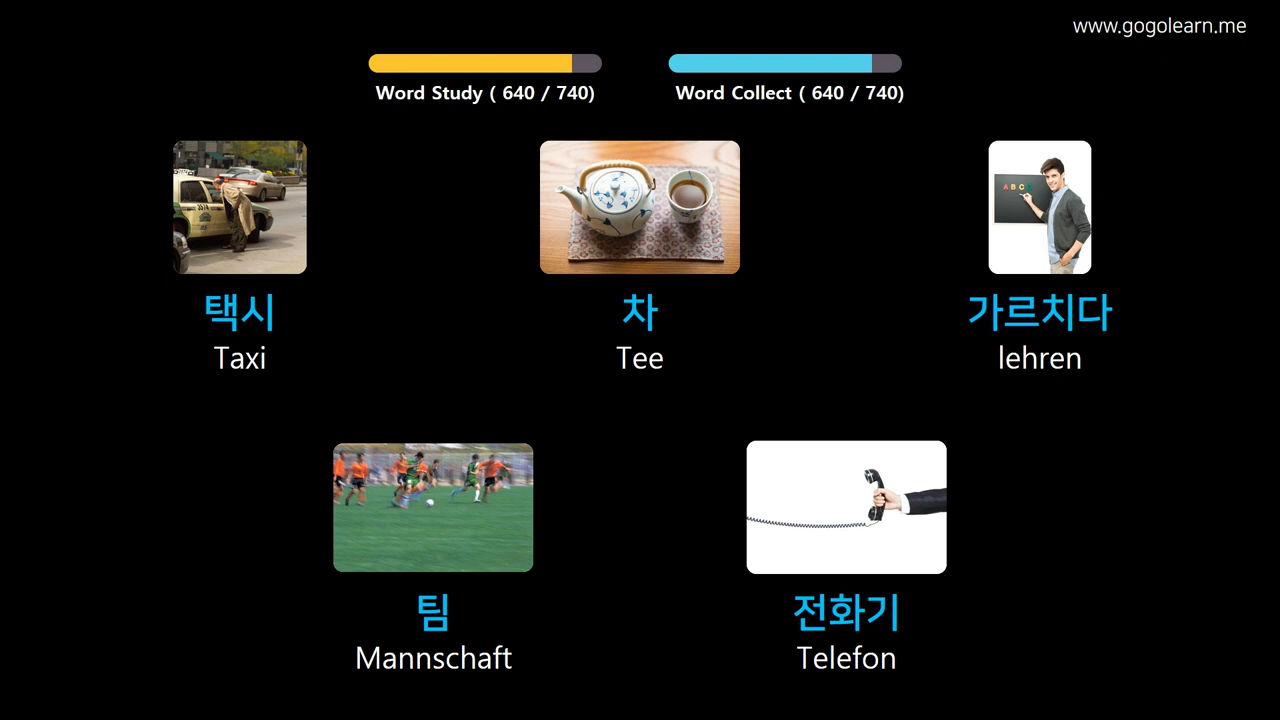 www.gogolearn.me
Word Study ( 640 / 740)
Word Collect ( 640 / 740)
택시
Taxi
차
Tee
A B C
가르치다
lehren
팀
Mannschaft
전화기
Telefon